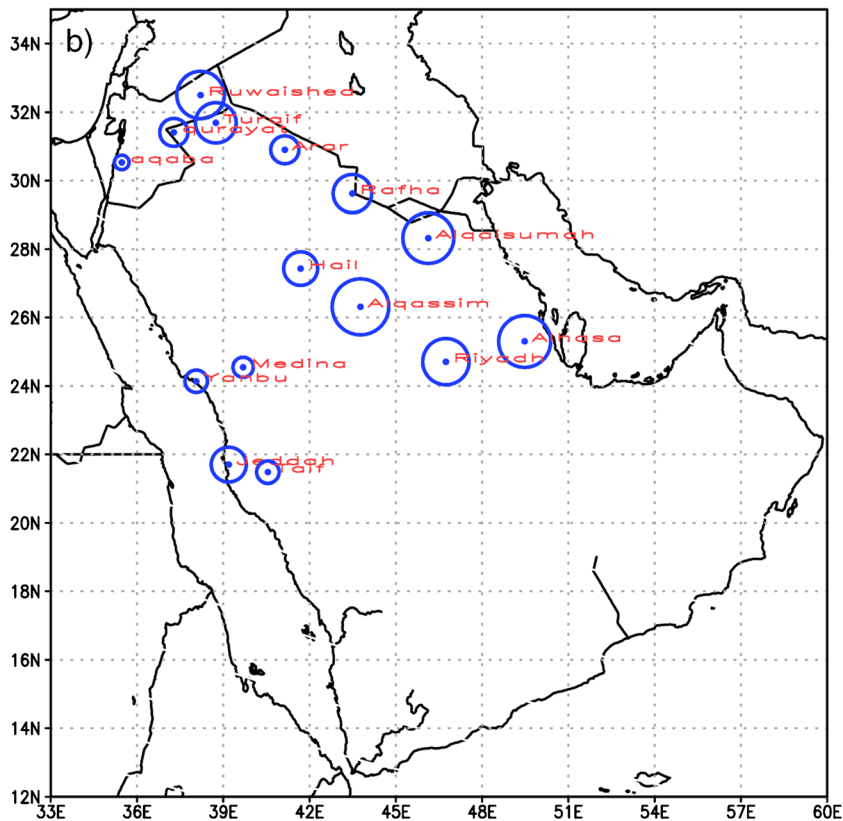 b)
34N
32N
30N
28N
26N
24N
22N
20N
18N
16N
14N
12N
Ruwaished
Turaif
qurayat
Arar
aqaba
Rafha
Alqaisumah
Hail
Alqassim
Alhasa
Riyadh
Medina
Yanbu
Jeddah
Taif
33E 36E 39E 42E 45E 48E 51E 54E 57E 60E